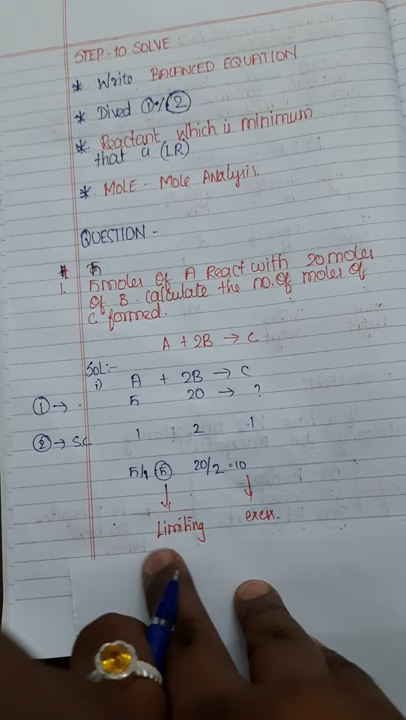 STEP-to SOLVE
* Write BALANCED EQUATION
* Dived ①%②
* Reactant which is minimum
that is (LR)
* MOLE - MOLE Analysis.
QUESTION -
1. 5 moles of A React with 20 moles
of B. calculate the no. of moles of
C formed.
A + 2B → C
SOL:-
i) A + 2B → C
①→ 5 20 → ?
②→ SC 1 2 1
5/1 ⑤ 20/2 = 10
↓ ↓
Limiting exces.